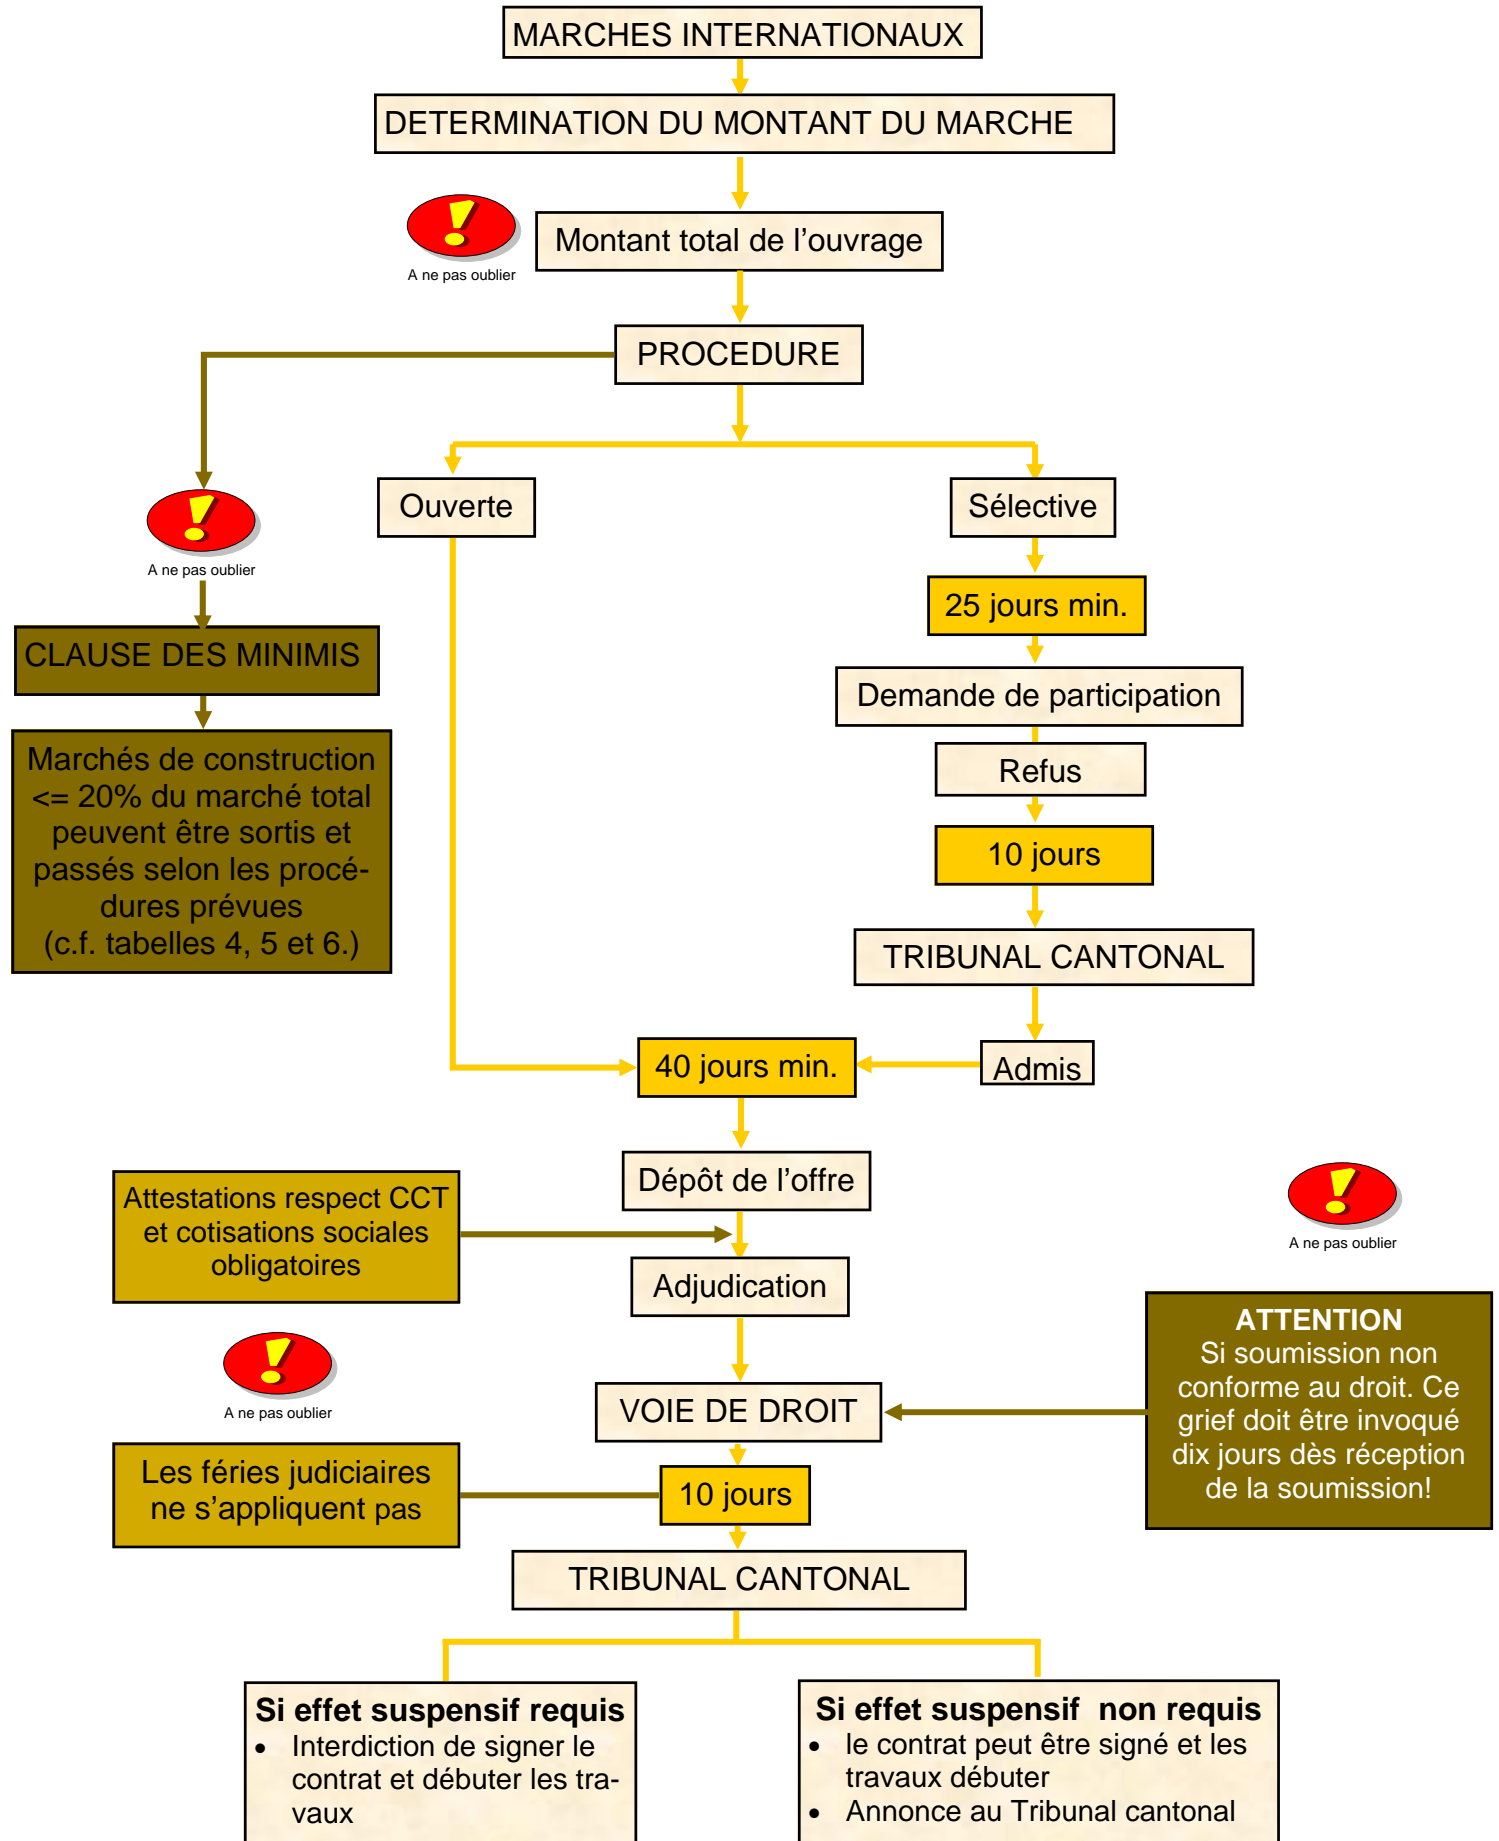 MARCHES INTERNATIONAUX
DETERMINATION DU MONTANT DU MARCHE
A ne pas oublier
Montant total de l'ouvrage
PROCEDURE
Ouverte
Sélective
A ne pas oublier
25 jours min.
CLAUSE DES MINIMIS
Demande de participation
Marchés de construction
<= 20% du marché total
peuvent être sortis et
passés selon les procé-
dures prévues
(c.f. tabelles 4, 5 et 6.)
Refus
10 jours
TRIBUNAL CANTONAL
40 jours min.
Admis
Dépôt de l'offre
Attestations respect CCT
et cotisations sociales
obligatoires
A ne pas oublier
Adjudication
ATTENTION
Si soumission non
conforme au droit. Ce
grief doit être invoqué
dix jours dès réception
de la soumission!
A ne pas oublier
VOIE DE DROIT
Les féries judiciaires
ne s'appliquent pas
10 jours
TRIBUNAL CANTONAL
Si effet suspensif requis
• Interdiction de signer le
contrat et débuter les tra-
vaux
Si effet suspensif  non requis
• le contrat peut être signé et les
travaux débuter
• Annonce au Tribunal cantonal